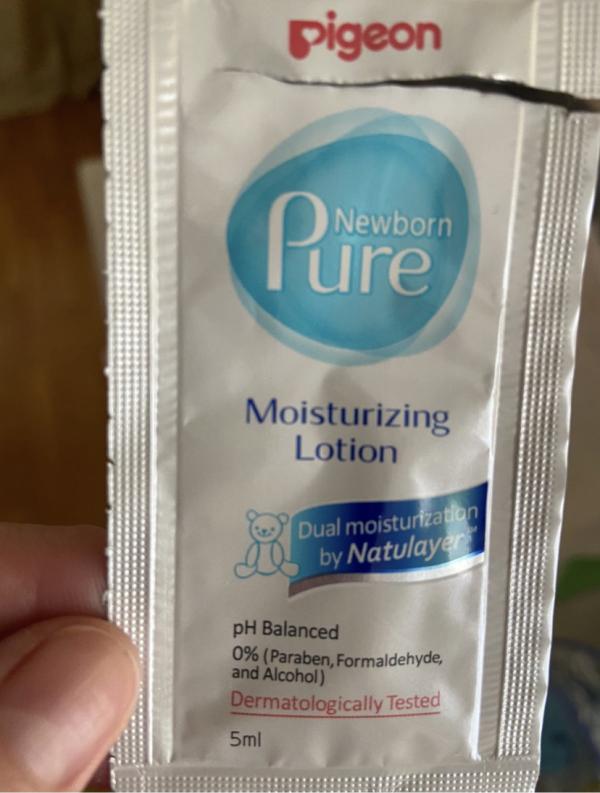 pigeon
Newborn
Pure
Moisturizing
Lotion
Dual moisturization
by Natulayer
pH Balanced
0% (Paraben, Formaldehyde,
and Alcohol)
Dermatologically Tested
5ml